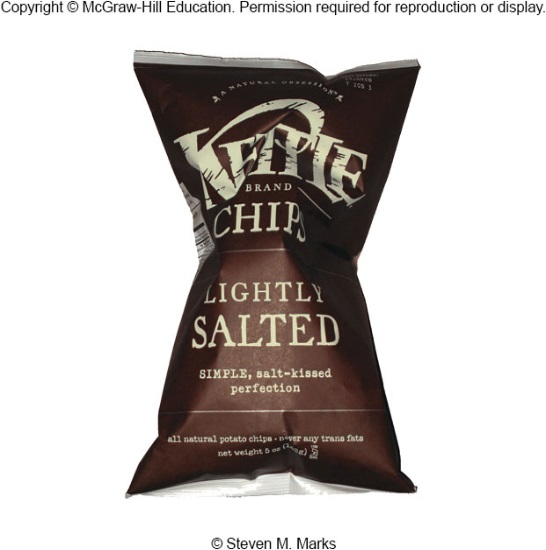 Copyright © McGraw-Hill Education. Permission required for reproduction or display.
A NATURAL OBSESSION
KETTLE
BRAND
CHIPS
LIGHTLY
SALTED
SIMPLE, salt-kissed
perfection
all natural potato chips - never any trans fats
net weight 5 oz
© Steven M. Marks